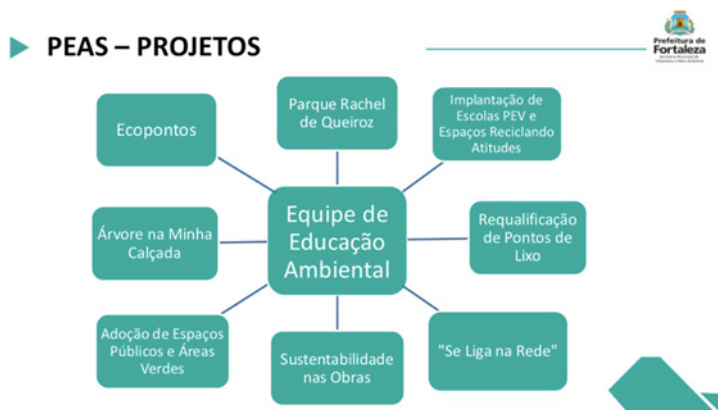 PEAS – PROJETOS
Prefeitura de
Fortaleza
Ecopontos
Parque Rachel
de Queiroz
Implantação de
Escolas PEV e
Espaços Reciclando
Atitudes
Árvore na Minha
Calçada
Equipe de
Educação
Ambiental
Requalificação
de Pontos de
Lixo
Adoção de Espaços
Públicos e Áreas
Verdes
Sustentabilidade
nas Obras
"Se Liga na Rede"